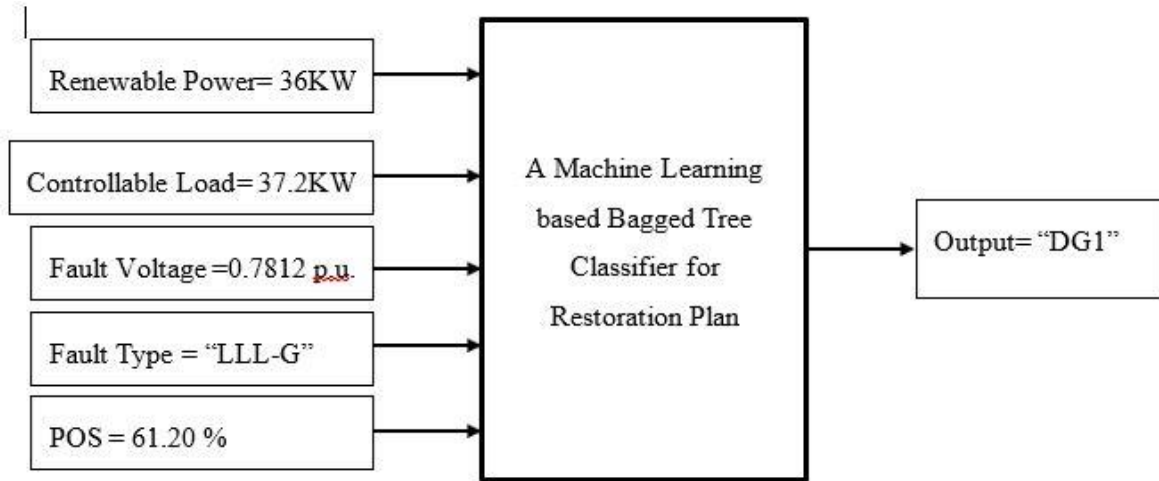 Renewable Power= 36KW
Controllable Load= 37.2KW
Fault Voltage =0.7812 p.u.
Fault Type = “LLL-G”
POS = 61.20 %
A Machine Learning
based Bagged Tree
Classifier for
Restoration Plan
Output= “DG1”